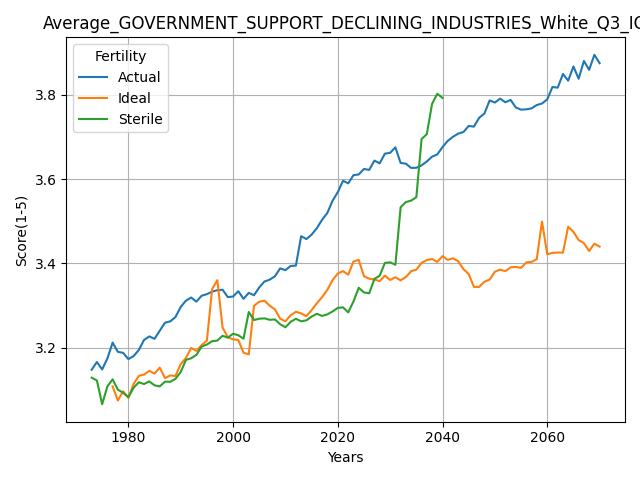 Average_GOVERNMENT_SUPPORT_DECLINING_INDUSTRIES_White_Q3_IC
Fertility
Actual
Ideal
Sterile
3.8
3.6
3.4
3.2
Score(1-5)
1980 2000 2020 2040 2060
Years